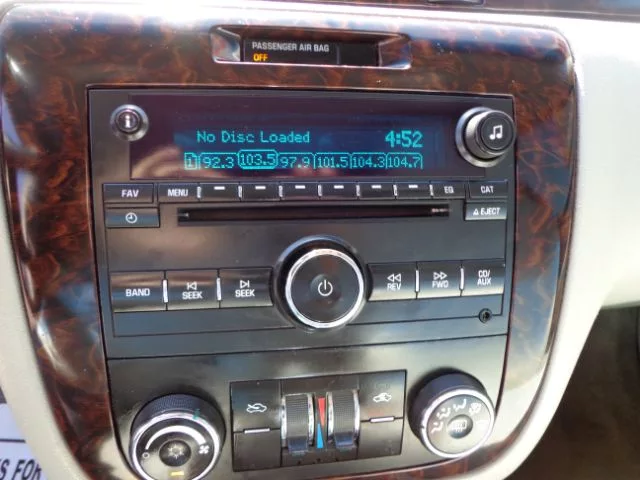 PASSENGER AIR BAG
OFF
No Disc Loaded 4:52
1 92.3 103.5 97.9 101.5 104.3 104.7
FAV MENU EQ CAT
EJECT
BAND SEEK SEEK REV FWD CD/AUX
S FOR